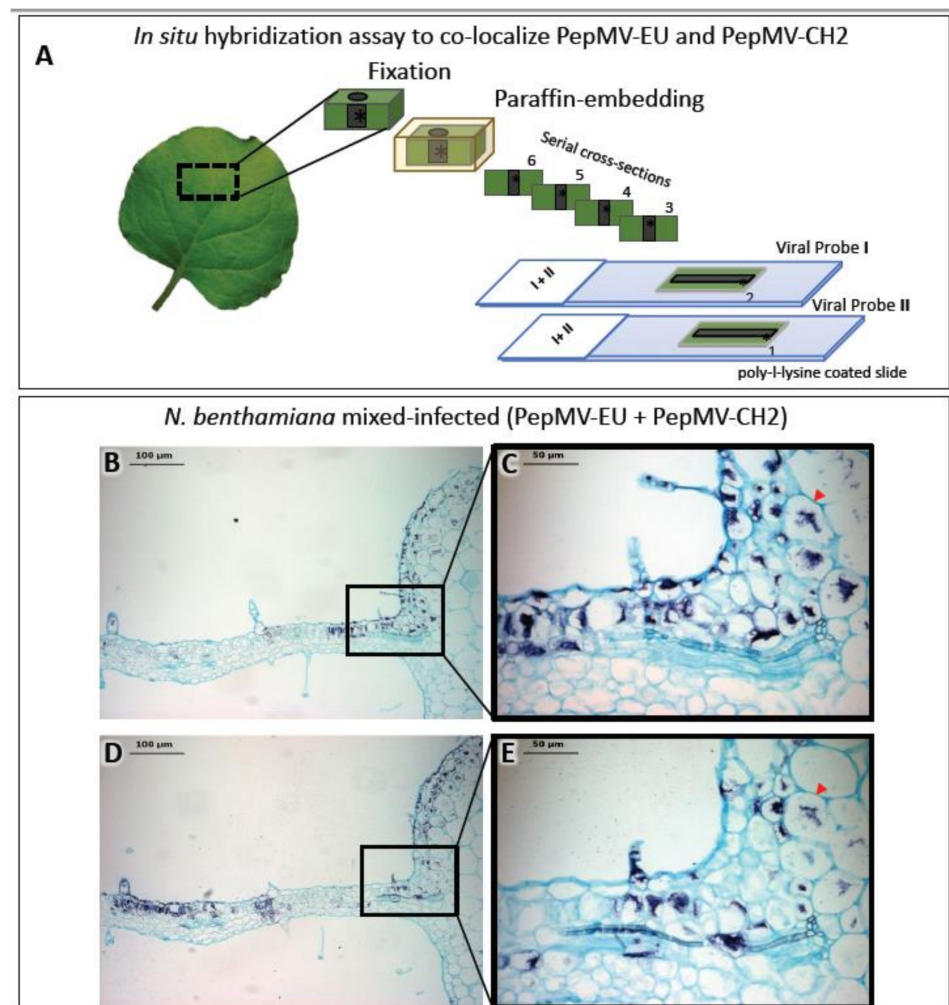 In situ hybridization assay to co-localize PepMV-EU and PepMV-CH2
A
Fixation
*
Paraffin-embedding
*
Serial cross-sections
6
5
4
3
* * * *
Viral Probe I
I + II
*
2
Viral Probe II
I+ II
*
1
poly-l-lysine coated slide
N. benthamiana mixed-infected (PepMV-EU + PepMV-CH2)
B
100 µm
C
50 µm
D
100 µm
E
50 µm